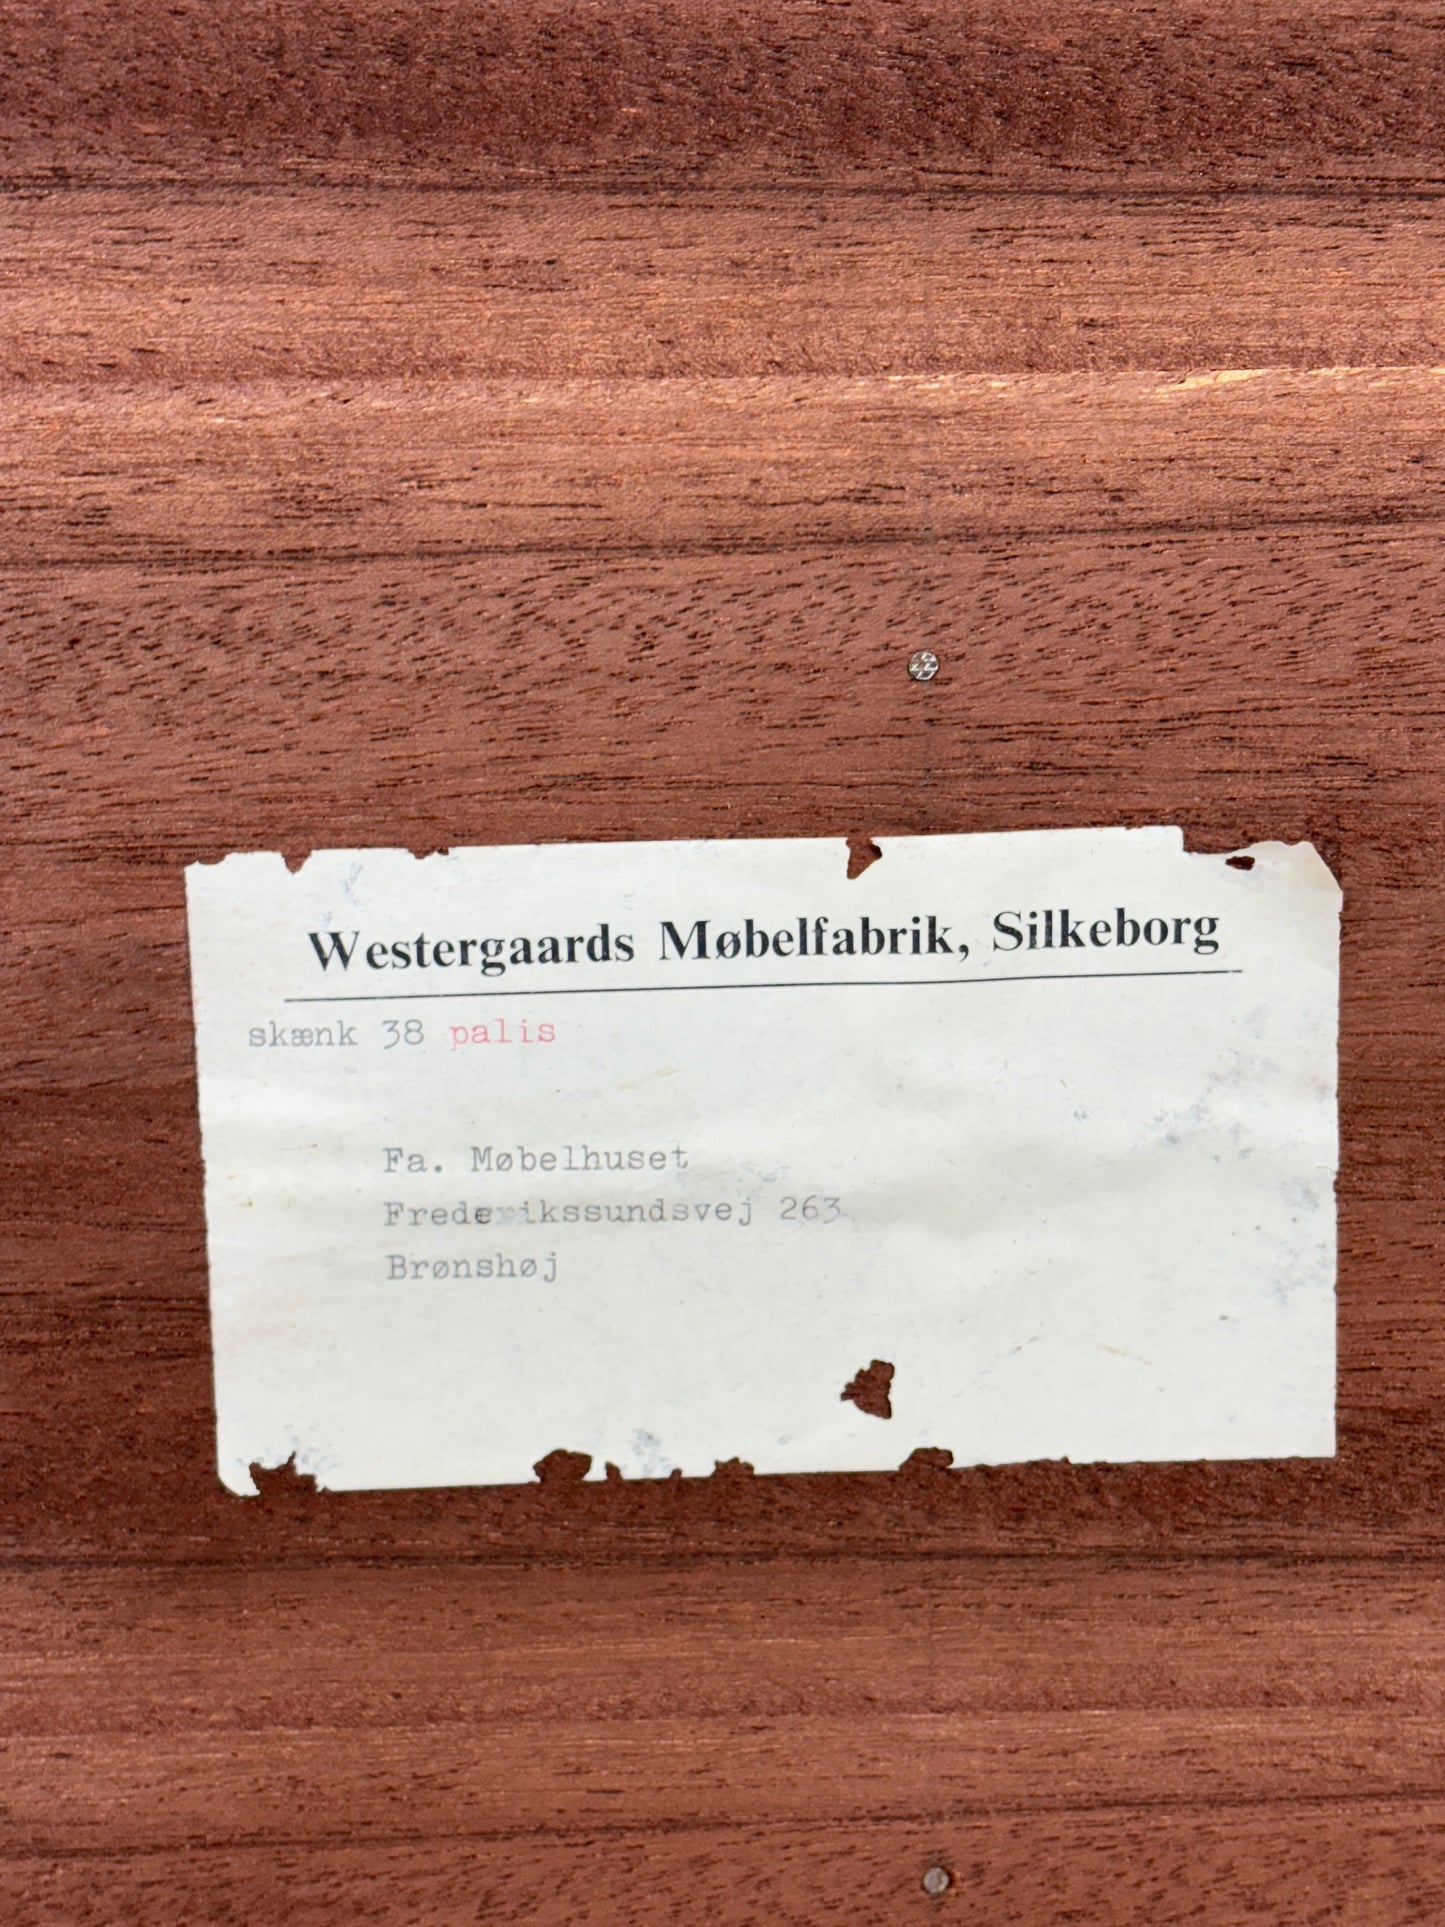 Westergaards Møbelfabrik, Silkeborg
skænk 38 palis
Fa. Møbelhuset
Frederikssundsvej 263
Brønshøj